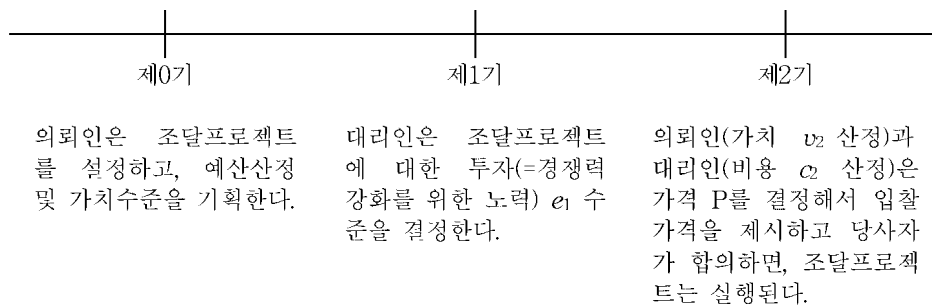 제0기
제1기
제2기
의뢰인은 조달프로젝트
를 설정하고, 예산산정
및 가치수준을 기획한다.
대리인은 조달프로젝트
에 대한 투자(=경쟁력
강화를 위한 노력) e₁ 수
준을 결정한다.
의뢰인(가치 v₂ 산정)과
대리인(비용 c₂ 산정)은
가격 P를 결정해서 입찰
가격을 제시하고 당사자
가 합의하면, 조달프로젝
트는 실행된다.